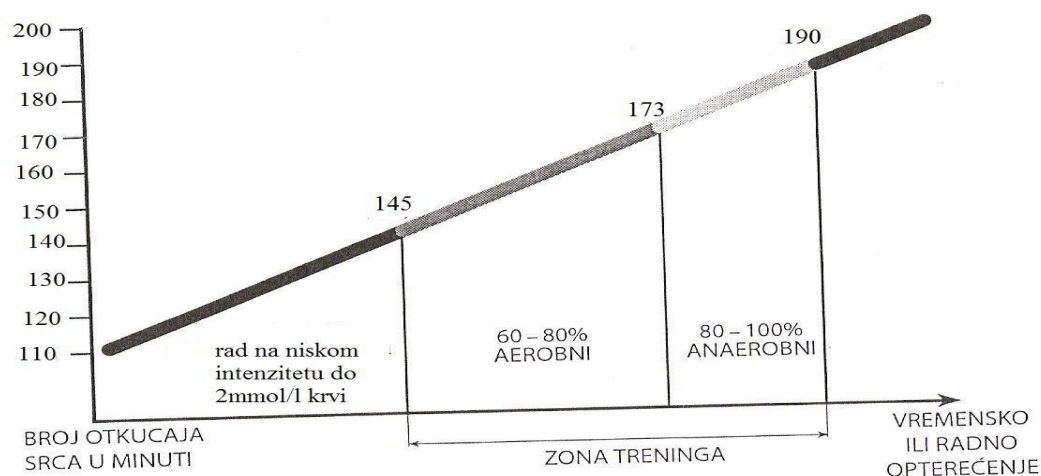 200
190
180
170
160
150
140
130
120
110
145
173
190
rad na niskom
intenzitetu do
2mmol/l krvi
60 – 80%
AEROBNI
80 – 100%
ANAEROBNI
BROJ OTKUCAJA
SRCA U MINUTI
ZONA TRENINGA
VREMENSKO
ILI RADNO
OPTEREĆENJE